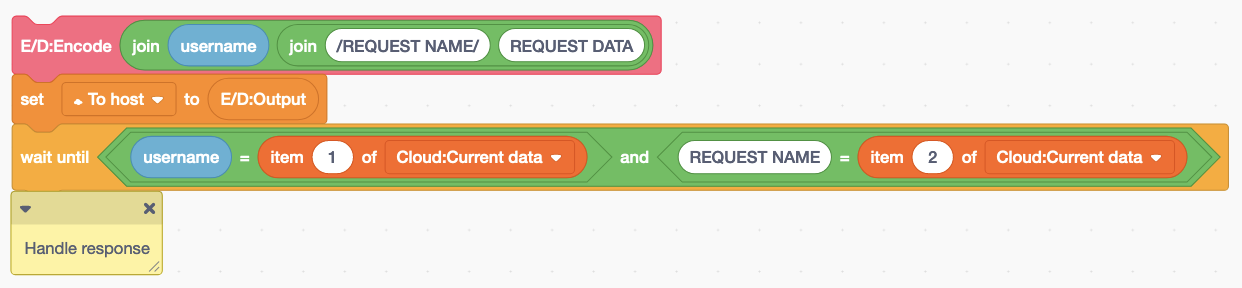 E/D:Encode join username join /REQUEST NAME/ REQUEST DATA
set To host to E/D:Output
wait until username = item 1 of Cloud:Current data and REQUEST NAME = item 2 of Cloud:Current data
Handle response